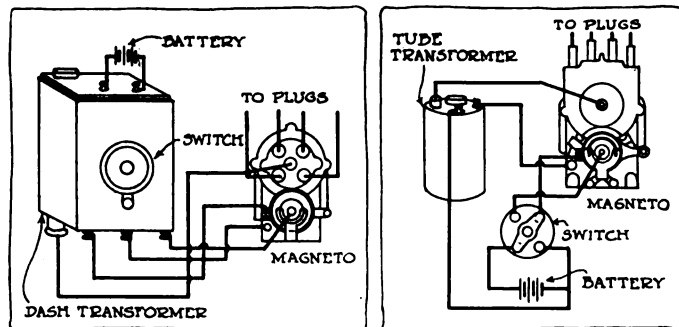 BATTERY
TO PLUGS
SWITCH
MAGNETO
DASH TRANSFORMER
TO PLUGS
TUBE
TRANSFORMER
MAGNETO
SWITCH
BATTERY